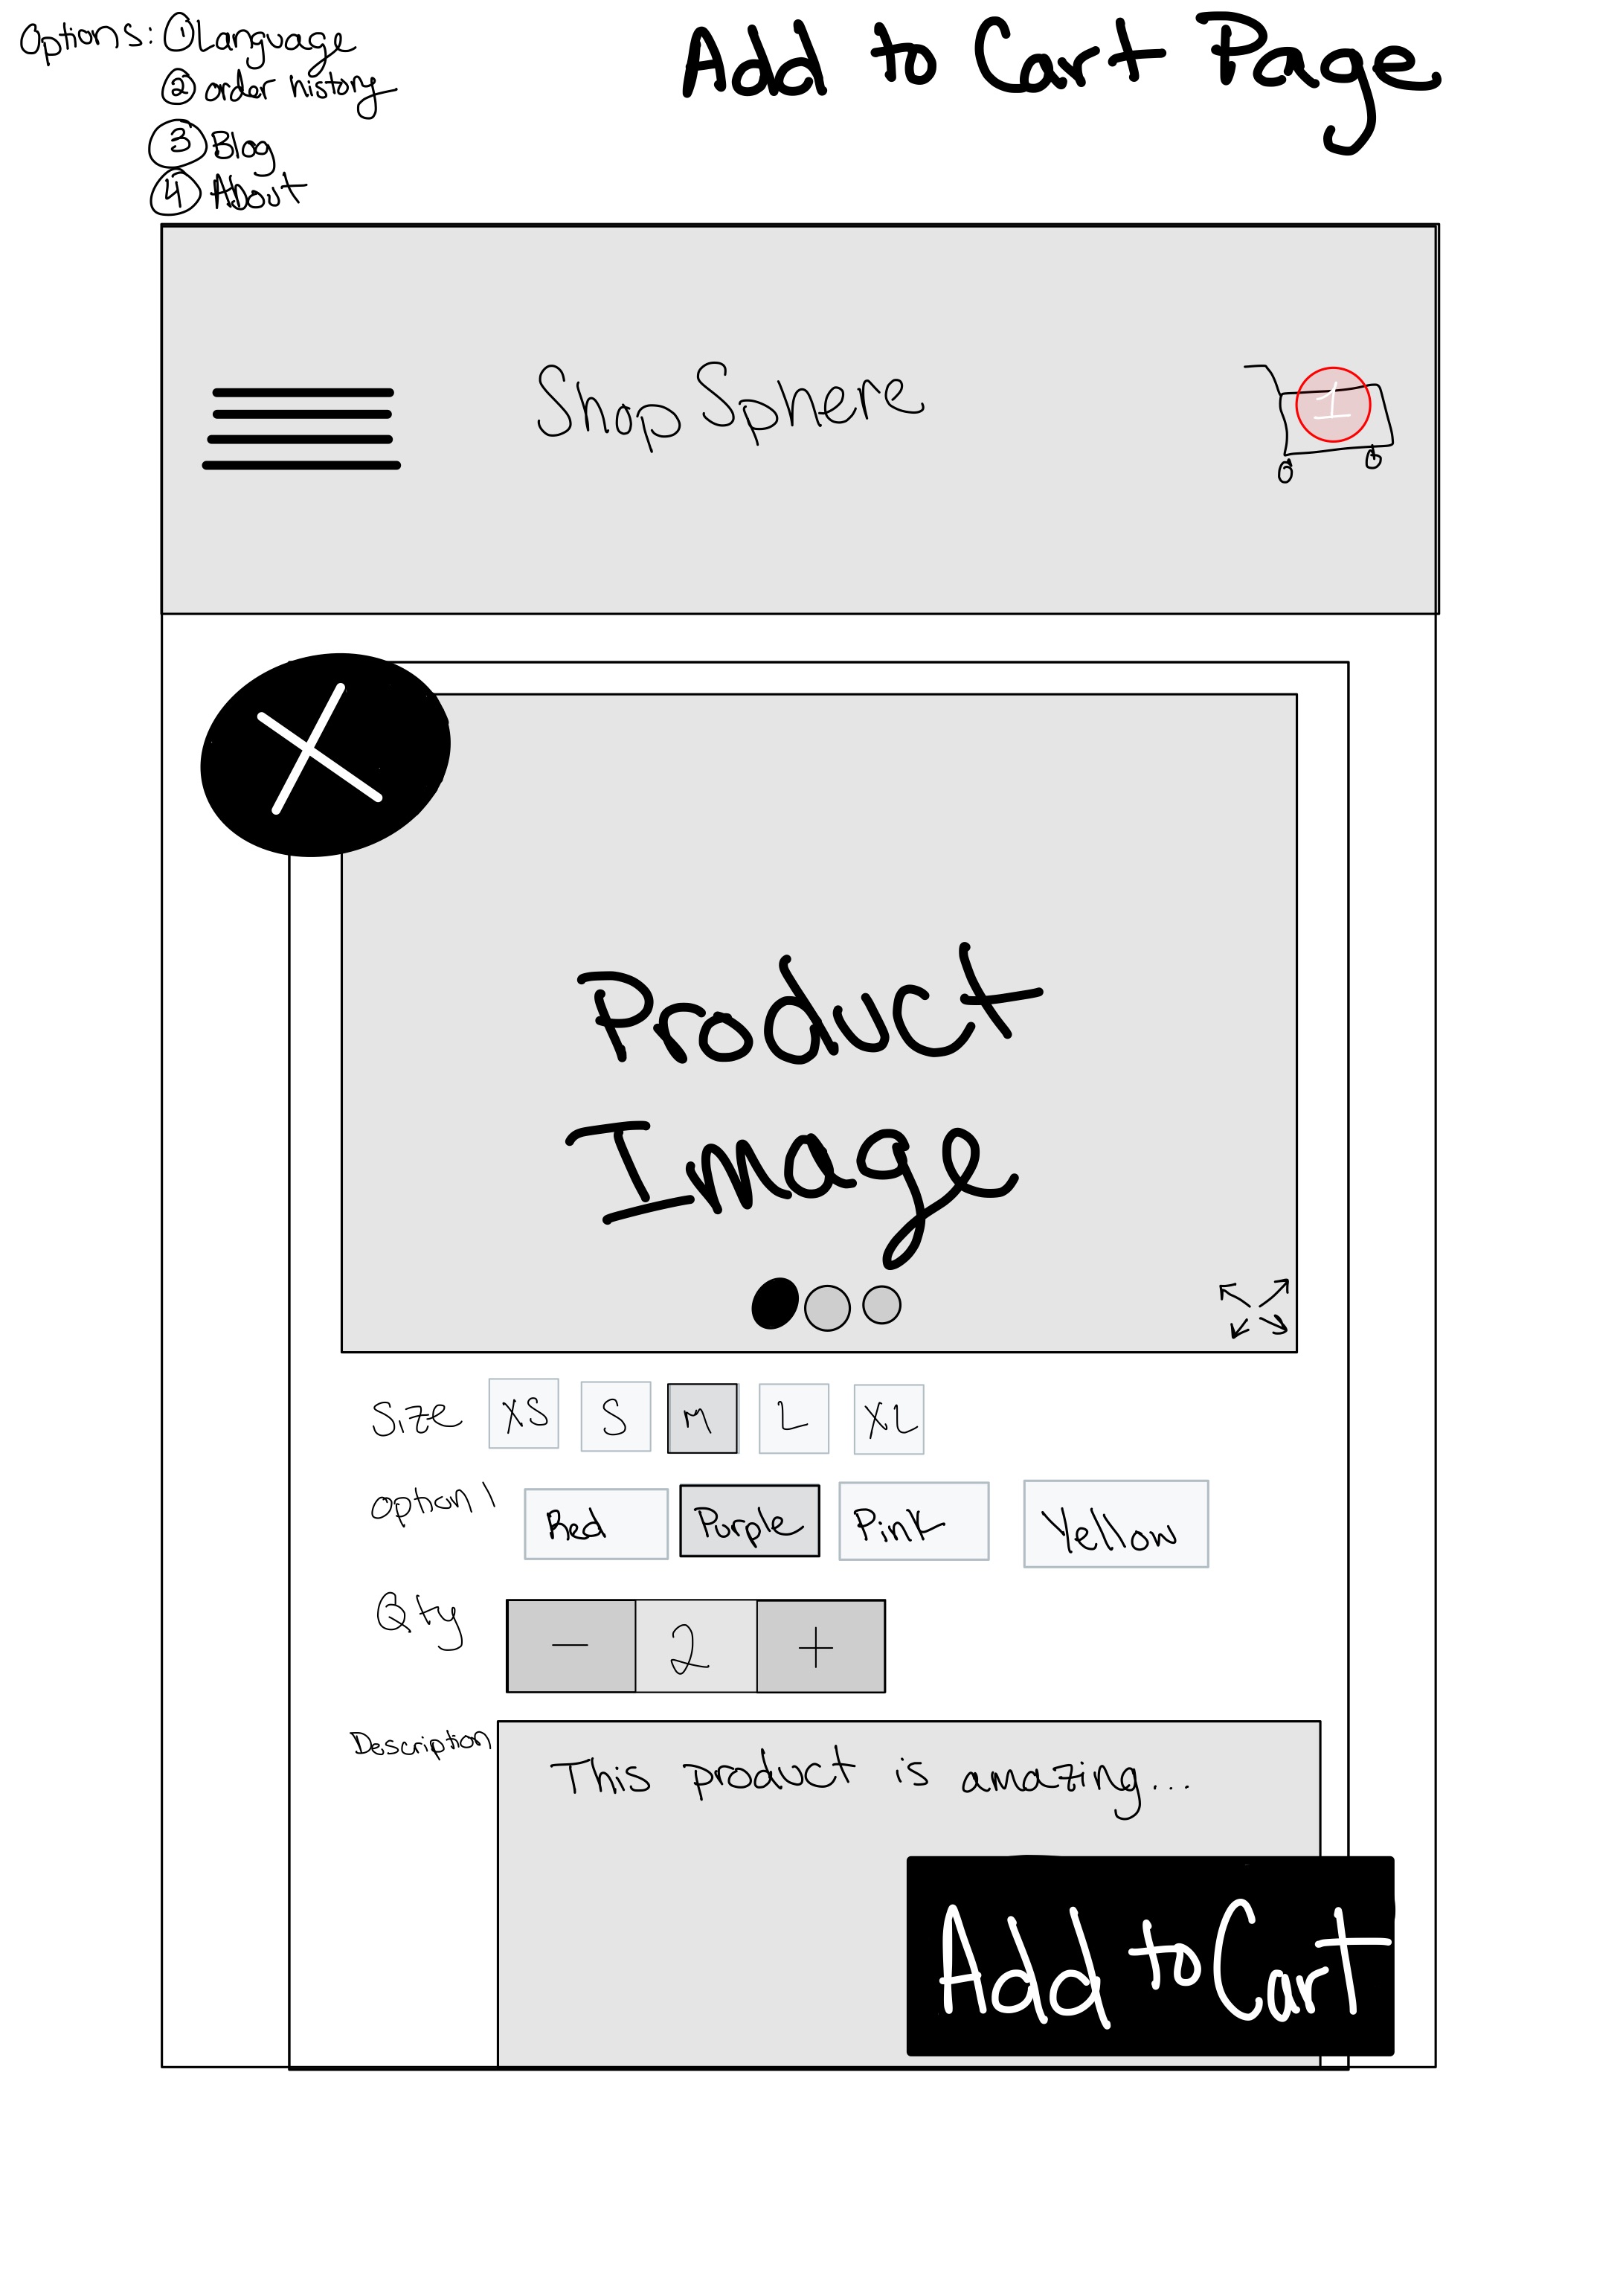 Options: ① Language
② order history
③ Blog
④ About
Add to Cart Page
Shop Sphere
1
Product
Image
Size XS S M L XL
option 1 Red Purple Pink Yellow
Qty − 2 +
Description This product is amazing...
Add to Cart